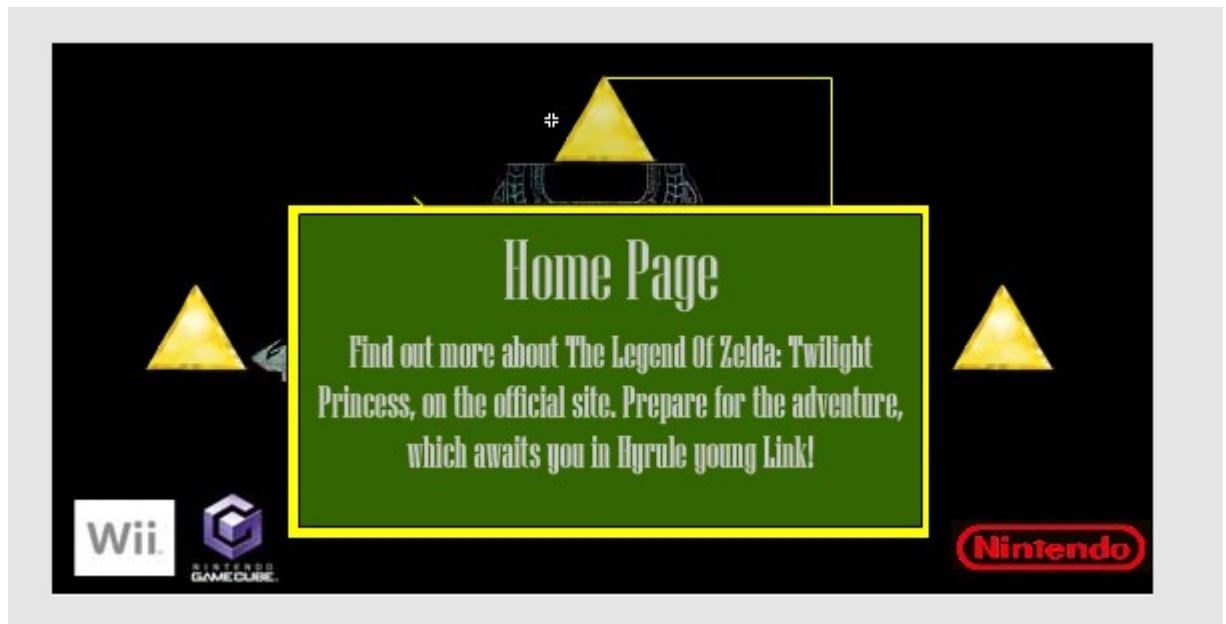 Home Page
Find out more about The Legend Of Zelda: Twilight
Princess, on the official site. Prepare for the adventure,
which awaits you in Hyrule young Link!
Wii.
NINTENDO
GAMECUBE.
Nintendo